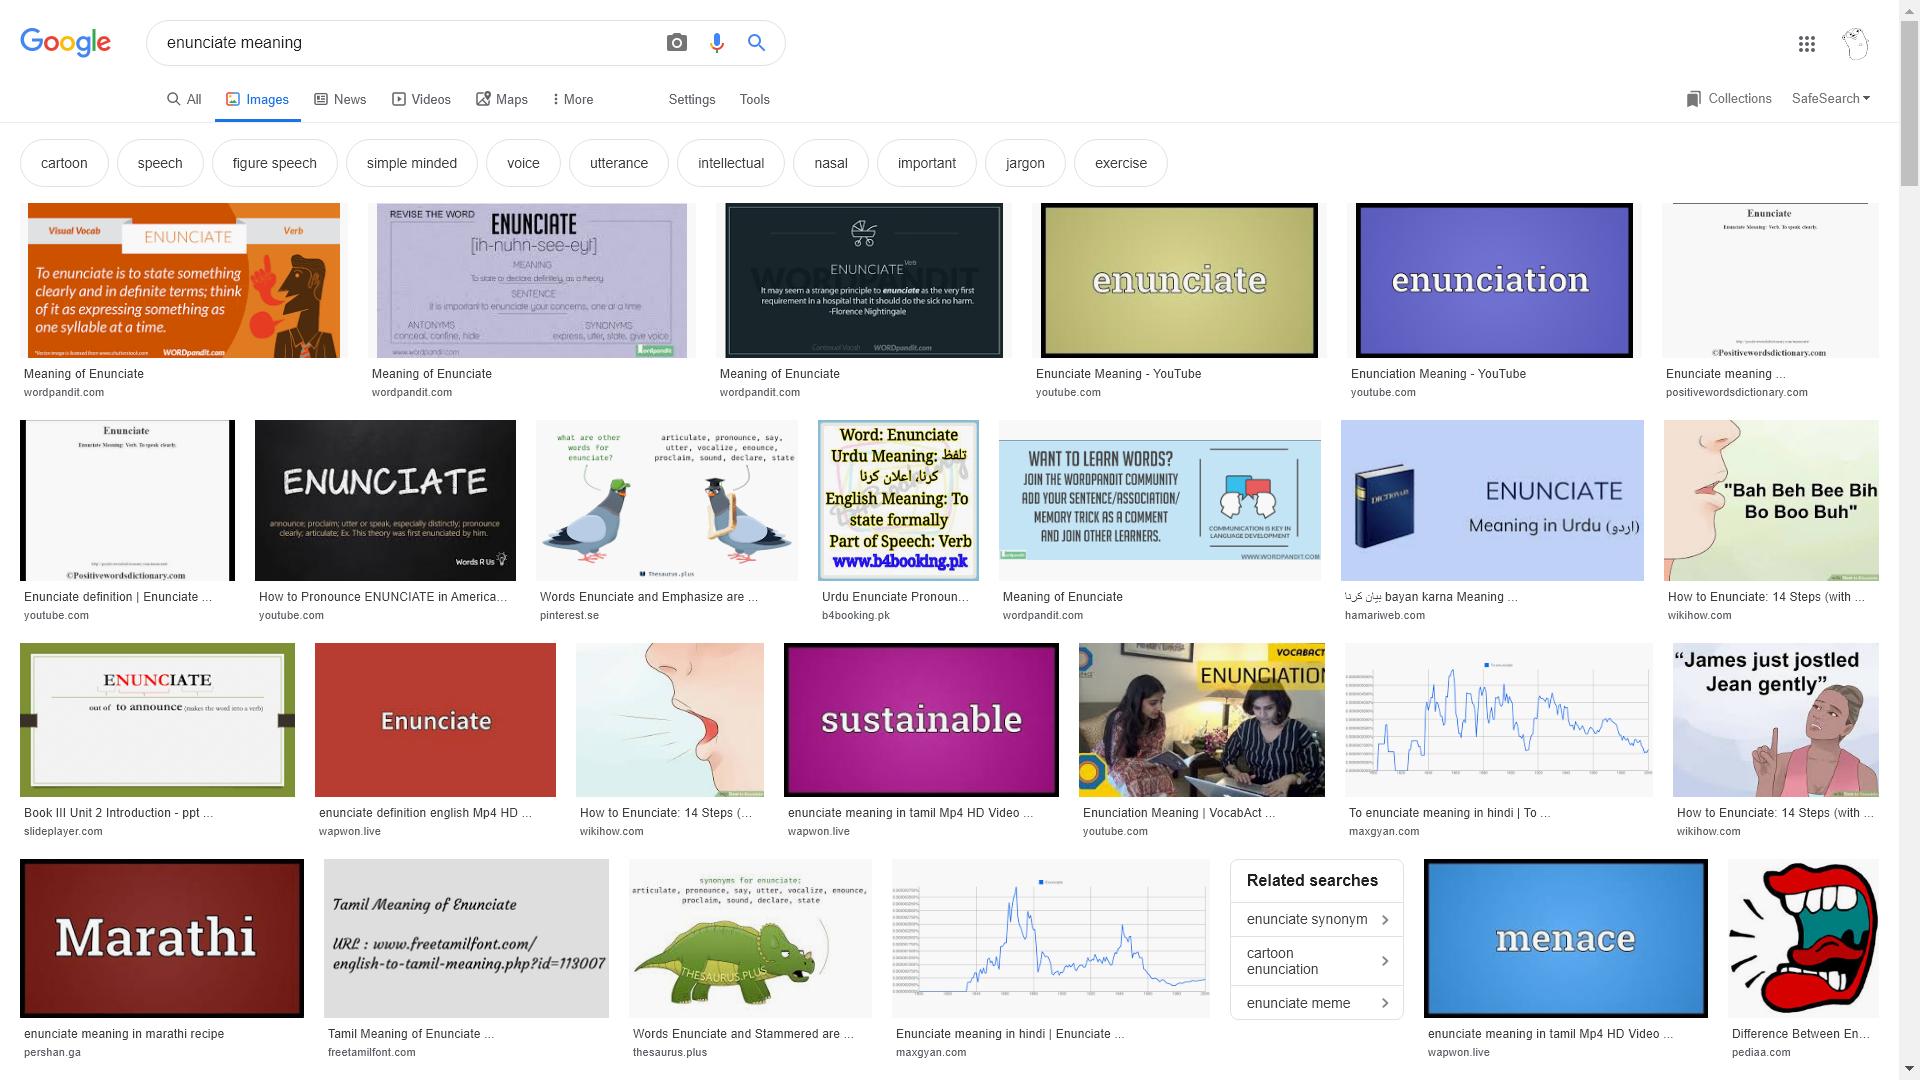 Google
enunciate meaning
All
Images
News
Videos
Maps
More
Settings
Tools
Collections
SafeSearch
cartoon
speech
figure speech
simple minded
voice
utterance
intellectual
nasal
important
jargon
exercise
Visual Vocab
ENUNCIATE
Verb
To enunciate is to state something
clearly and in definite terms; think
of it as expressing something as
one syllable at a time.
*Vector image is licensed from www.shutterstock.com
WORDpandit.com
Meaning of Enunciate
wordpandit.com
REVISE THE WORD
ENUNCIATE
[ih-nuhn-see-eyt]
MEANING
To state or declare definitely, as a theory
SENTENCE
It is important to enunciate your concerns, one at a time
ANTONYMS
conceal, confine, hide
SYNONYMS
express, utter, state, give voice
www.wordpandit.com
Wordpandit
Meaning of Enunciate
wordpandit.com
WORDPANDIT
ENUNCIATE Verb
It may seem a strange principle to enunciate as the very first
requirement in a hospital that it should do the sick no harm.
-Florence Nightingale
Contextual Vocab
WORDpandit.com
Meaning of Enunciate
wordpandit.com
enunciate
Enunciate Meaning - YouTube
youtube.com
enunciation
Enunciation Meaning - YouTube
youtube.com
Enunciate
Enunciate Meaning: Verb. To speak clearly.
©Positivewordsdictionary.com
Enunciate meaning ...
positivewordsdictionary.com
Enunciate
Enunciate Meaning: Verb. To speak clearly.
©Positivewordsdictionary.com
Enunciate definition | Enunciate ...
youtube.com
ENUNCIATE
announce; proclaim; utter or speak, especially distinctly; pronounce
clearly; articulate; Ex. This theory was first enunciated by him.
Words R Us
How to Pronounce ENUNCIATE in America...
youtube.com
what are other
words for
enunciate?
articulate, pronounce, say,
utter, vocalize, enounce,
proclaim, sound, declare, state
Thesaurus.plus
Words Enunciate and Emphasize are ...
pinterest.se
Word: Enunciate
Urdu Meaning: تلفظ
کرنا، اعلان کرنا
English Meaning: To
state formally
Part of Speech: Verb
www.b4booking.pk
Urdu Enunciate Pronoun...
b4booking.pk
WANT TO LEARN WORDS?
JOIN THE WORDPANDIT COMMUNITY
ADD YOUR SENTENCE/ASSOCIATION/
MEMORY TRICK AS A COMMENT
AND JOIN OTHER LEARNERS.
COMMUNICATION IS KEY IN
LANGUAGE DEVELOPMENT
Wordpandit
WWW.WORDPANDIT.COM
Meaning of Enunciate
wordpandit.com
DICTIONARY
ENUNCIATE
Meaning in Urdu (اردو)
بیان کرنا bayan karna Meaning ...
hamariweb.com
"Bah Beh Bee Bih
Bo Boo Buh"
How to Enunciate: 14 Steps (with ...
wikihow.com
ENUNCIATE
out of to announce (makes the word into a verb)
Book III Unit 2 Introduction - ppt ...
slideplayer.com
Enunciate
enunciate definition english Mp4 HD ...
wapwon.live
How to Enunciate: 14 Steps (...
wikihow.com
sustainable
enunciate meaning in tamil Mp4 HD Video ...
wapwon.live
VOCABACT
ENUNCIATION
Enunciation Meaning | VocabAct ...
youtube.com
To enunciate
To enunciate meaning in hindi | To ...
maxgyan.com
“James just jostled
Jean gently”
How to Enunciate: 14 Steps (with ...
wikihow.com
Marathi
enunciate meaning in marathi recipe
pershan.ga
Tamil Meaning of Enunciate
URL : www.freetamilfont.com/
english-to-tamil-meaning.php?id=113007
Tamil Meaning of Enunciate ...
freetamilfont.com
synonyms for enunciate:
articulate, pronounce, say, utter, vocalize, enounce,
proclaim, sound, declare, state
THESAURUS.PLUS
Words Enunciate and Stammered are ...
thesaurus.plus
Enunciate
Enunciate meaning in hindi | Enunciate ...
maxgyan.com
Related searches
enunciate synonym
cartoon
enunciation
enunciate meme
menace
enunciate meaning in tamil Mp4 HD Video ...
wapwon.live
Difference Between En...
pediaa.com